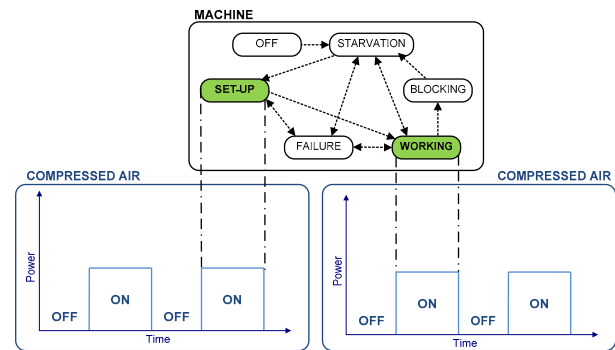 MACHINE
OFF
STARVATION
SET-UP
BLOCKING
FAILURE
WORKING
COMPRESSED AIR
Power
OFF
ON
OFF
ON
Time
COMPRESSED AIR
Power
OFF
ON
OFF
ON
Time